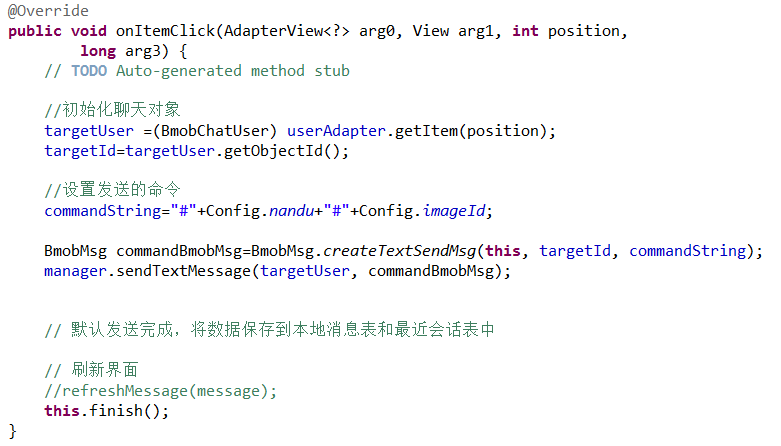 @Override
public void onItemClick(AdapterView<?> arg0, View arg1, int position,
        long arg3) {
    // TODO Auto-generated method stub

    //初始化聊天对象
    targetUser =(BmobChatUser) userAdapter.getItem(position);
    targetId=targetUser.getObjectId();

    //设置发送的命令
    commandString="#"+Config.nandu+"#"+Config.imageId;

    BmobMsg commandBmobMsg=BmobMsg.createTextSendMsg(this, targetId, commandString);
    manager.sendTextMessage(targetUser, commandBmobMsg);


    // 默认发送完成，将数据保存到本地消息表和最近会话表中

    // 刷新界面
    //refreshMessage(message);
    this.finish();
}